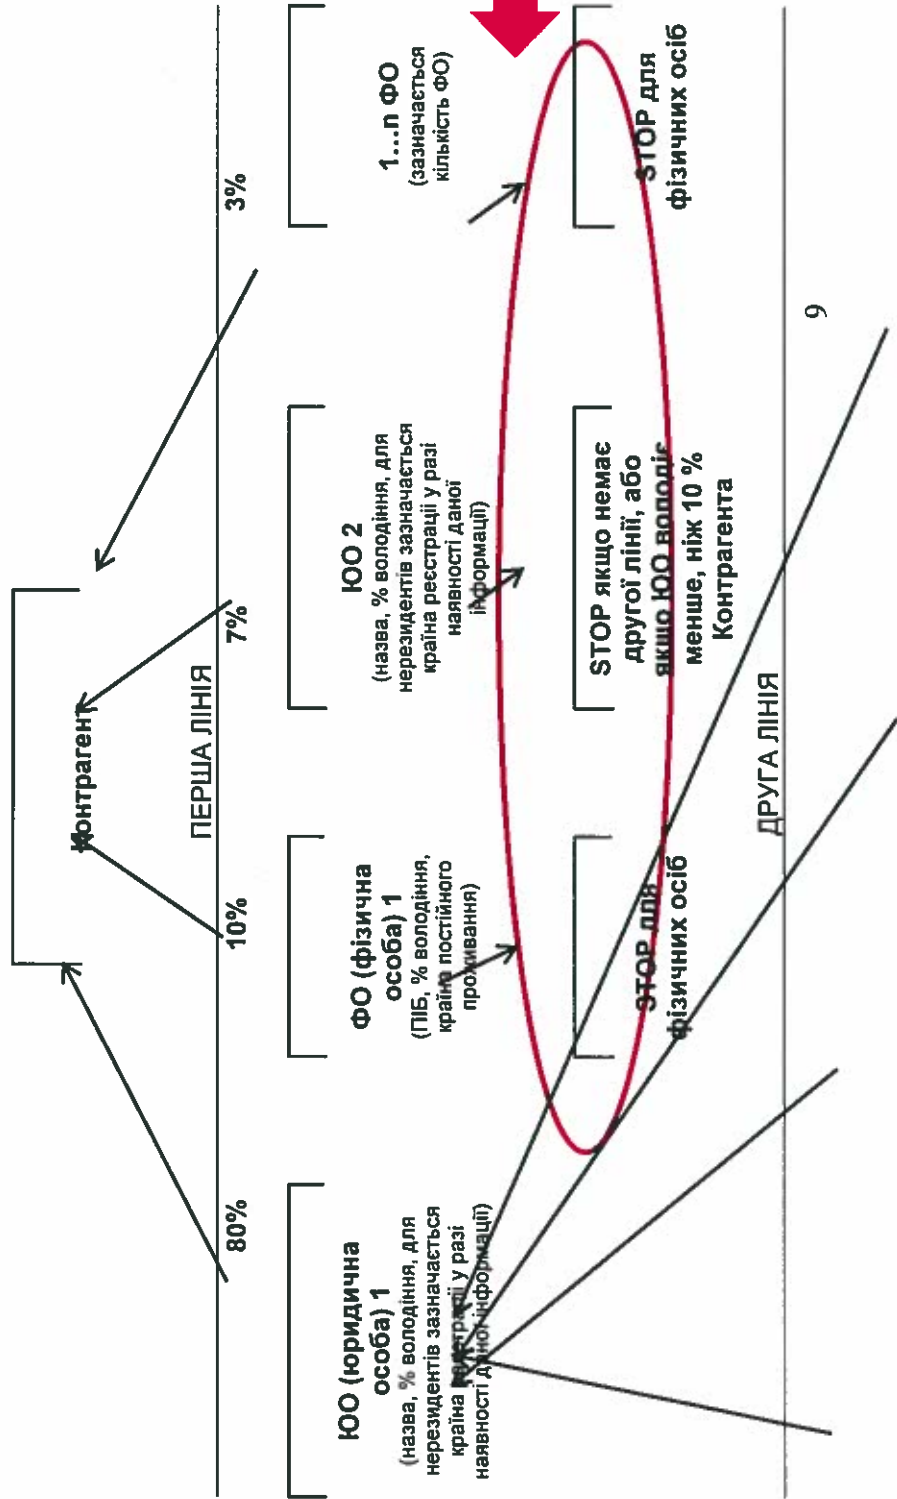 Контрагент
ПЕРША ЛІНІЯ
80%
10%
7%
3%
ЮО (юридична
особа) 1
(назва, % володіння, для
нерезидентів зазначається
країна реєстрації у разі
наявності даної інформації)
ФО (фізична
особа) 1
(ПІБ, % володіння,
країна постійного
проживання)
ЮО 2
(назва, % володіння, для
нерезидентів зазначається
країна реєстрації у разі
наявності даної
інформації)
1...n ФО
(зазначається
кількість ФО)
STOP для
фізичних осіб
STOP якщо немає
другої лінії, або
якщо ЮО володіє
менше, ніж 10 %
Контрагента
STOP для
фізичних осіб
ДРУГА ЛІНІЯ
9